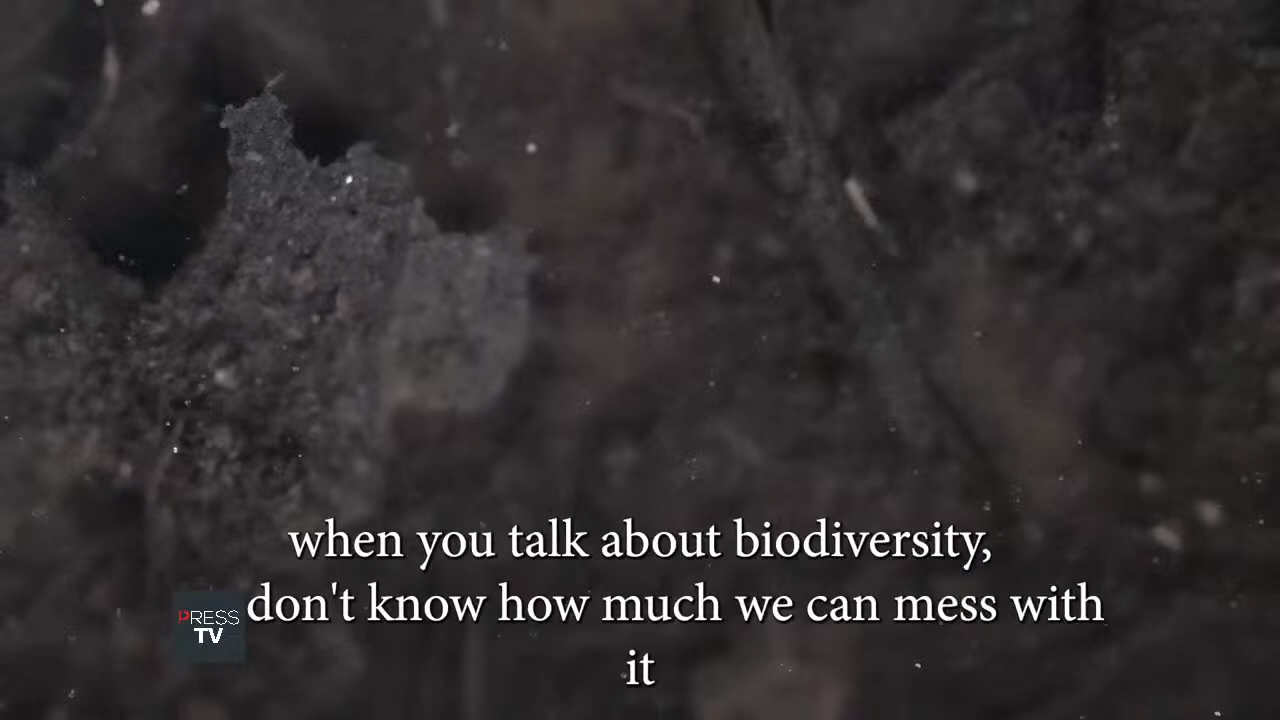 when you talk about biodiversity,
don't know how much we can mess with
it
PRESS
TV